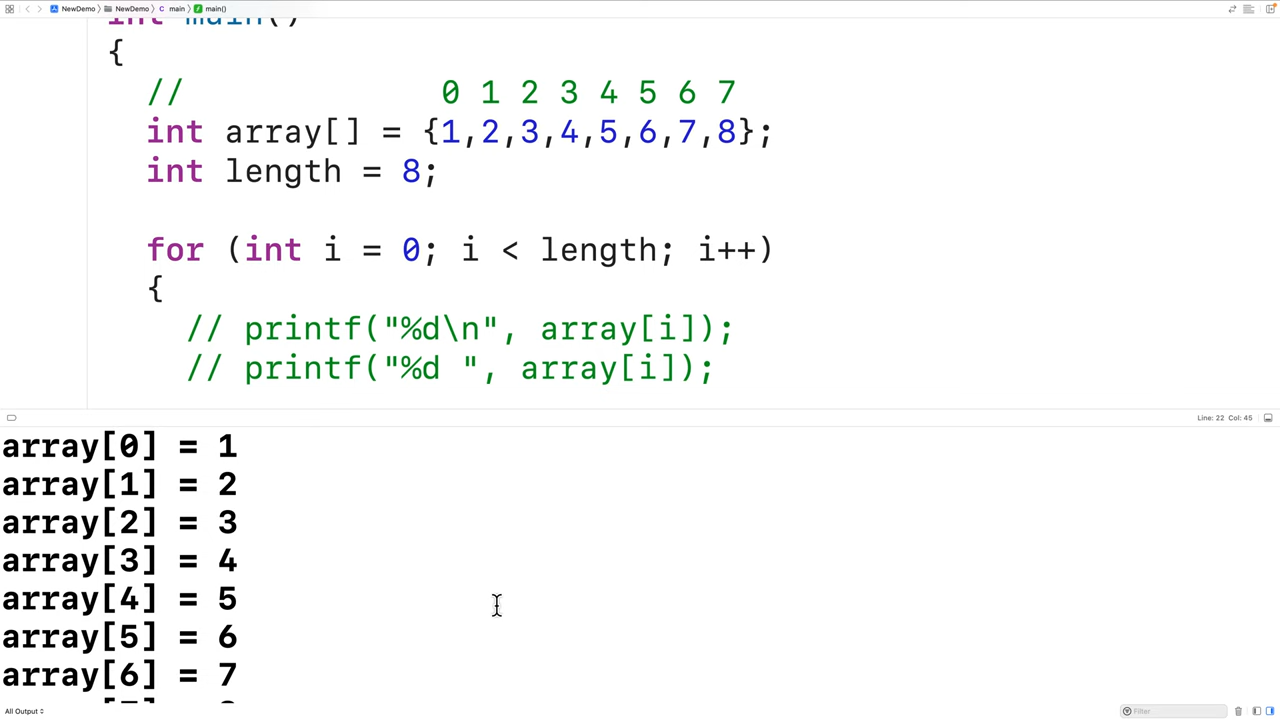 NewDemo NewDemo C main main()
int main()
{
// 0 1 2 3 4 5 6 7
int array[] = {1,2,3,4,5,6,7,8};
int length = 8;
for (int i = 0; i < length; i++)
{
// printf("%d\n", array[i]);
// printf("%d ", array[i]);
Line: 22 Col: 45
array[0] = 1
array[1] = 2
array[2] = 3
array[3] = 4
array[4] = 5
array[5] = 6
array[6] = 7
All Output
Filter